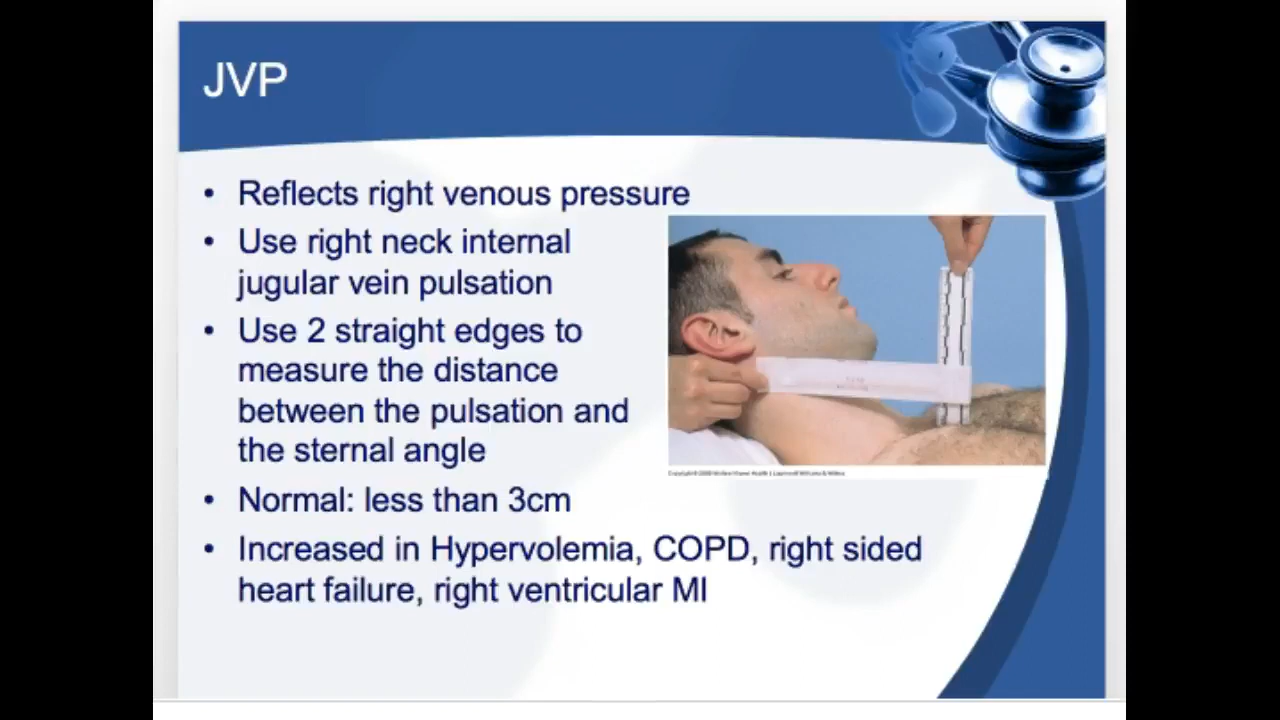 JVP
• Reflects right venous pressure
• Use right neck internal
jugular vein pulsation
• Use 2 straight edges to
measure the distance
between the pulsation and
the sternal angle
• Normal: less than 3cm
• Increased in Hypervolemia, COPD, right sided
heart failure, right ventricular MI